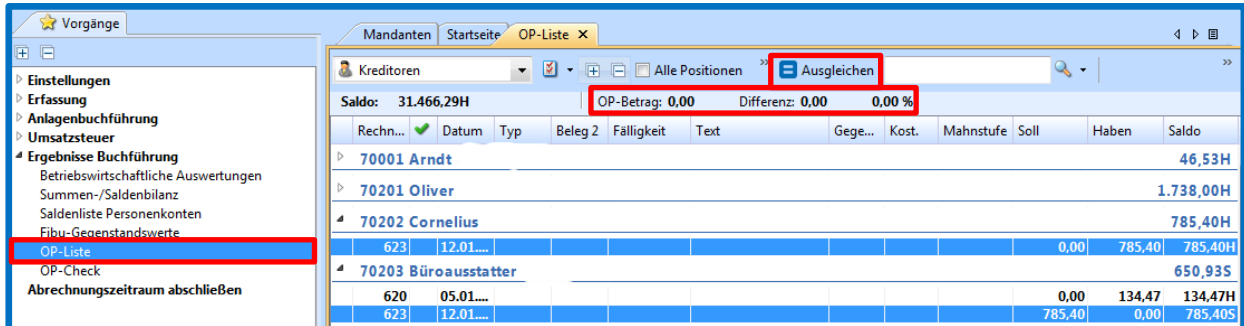 Vorgänge
Einstellungen
Erfassung
Anlagenbuchführung
Umsatzsteuer
Ergebnisse Buchführung
Betriebswirtschaftliche Auswertungen
Summen-/Saldenbilanz
Saldenliste Personenkonten
Fibu-Gegenstandswerte
OP-Liste
OP-Check
Abrechnungszeitraum abschließen
Mandanten Startseite OP-Liste
Kreditoren Alle Positionen » Ausgleichen »
Saldo: 31.466,29H OP-Betrag: 0,00 Differenz: 0,00 0,00 %
Rechn... Datum Typ Beleg 2 Fälligkeit Text Gege... Kost. Mahnstufe Soll Haben Saldo
70001 Arndt 46,53H
70201 Oliver 1.738,00H
70202 Cornelius 785,40H
623 12.01.... 0,00 785,40 785,40H
70203 Büroausstatter 650,93S
620 05.01.... 0,00 134,47 134,47H
623 12.01.... 785,40 0,00 785,40S